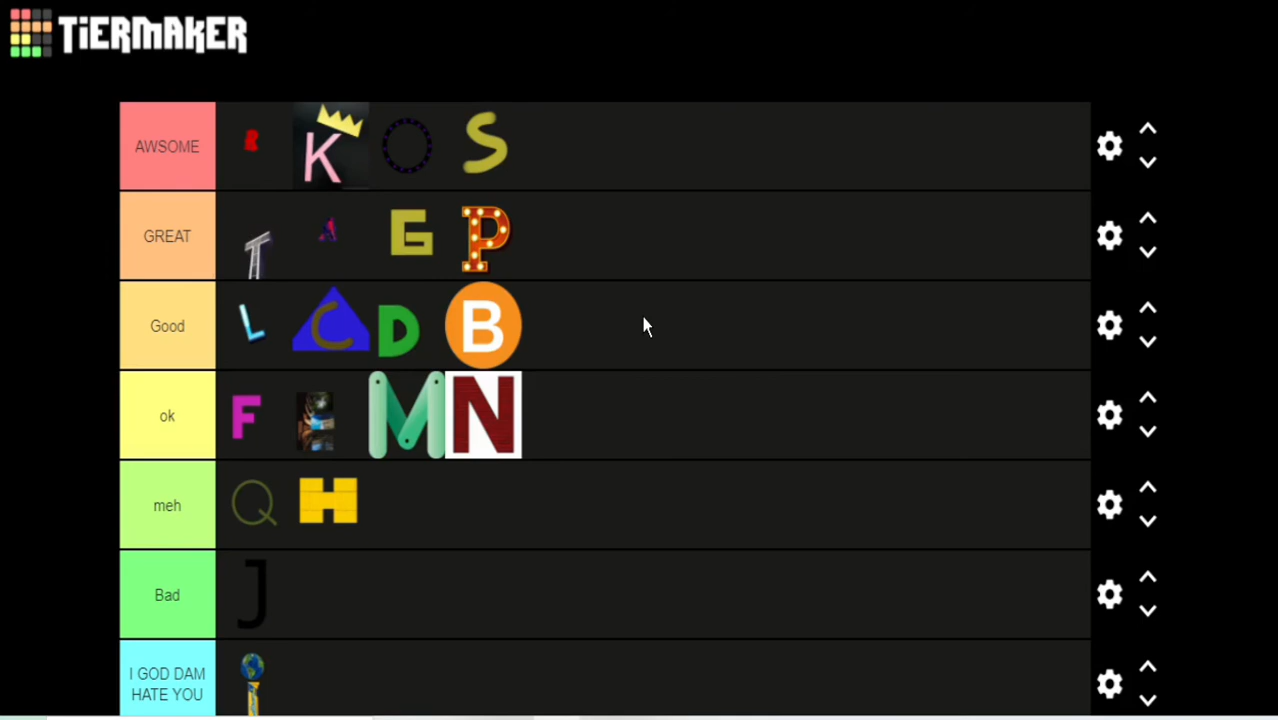 TiERMAKER
AWSOME
K O S
GREAT
T A G P
Good
L C D B
ok
F E M N
meh
Q H
Bad
J
I GOD DAM
HATE YOU